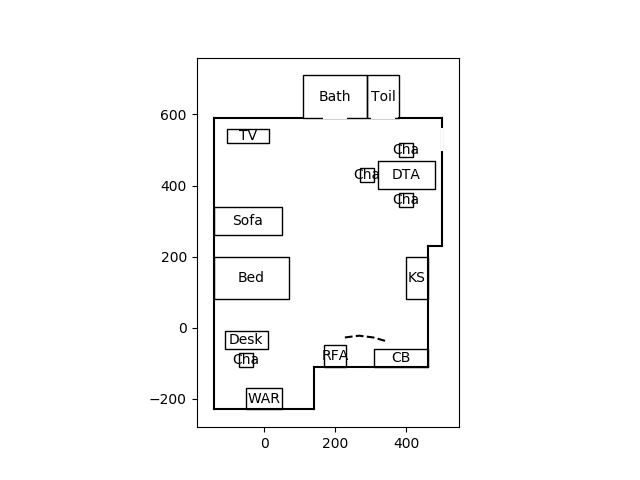 Bath Toil
600
TV
Cha
Cha DTA
400
Cha
Sofa
200
Bed KS
0
Desk
Cha RFA CB
−200
WAR
0 200 400